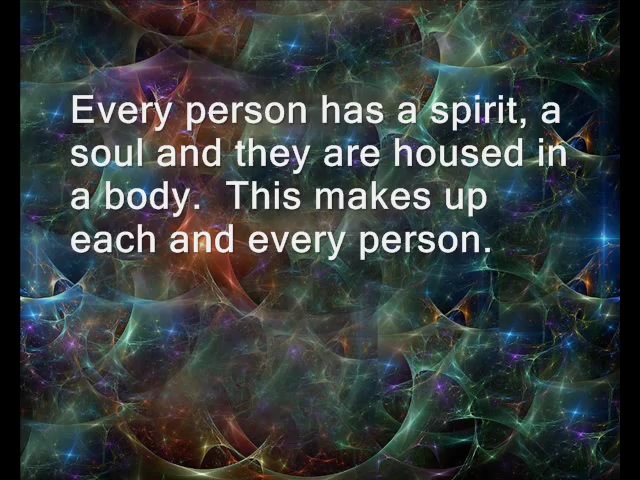 Every person has a spirit, a
soul and they are housed in
a body.  This makes up
each and every person.